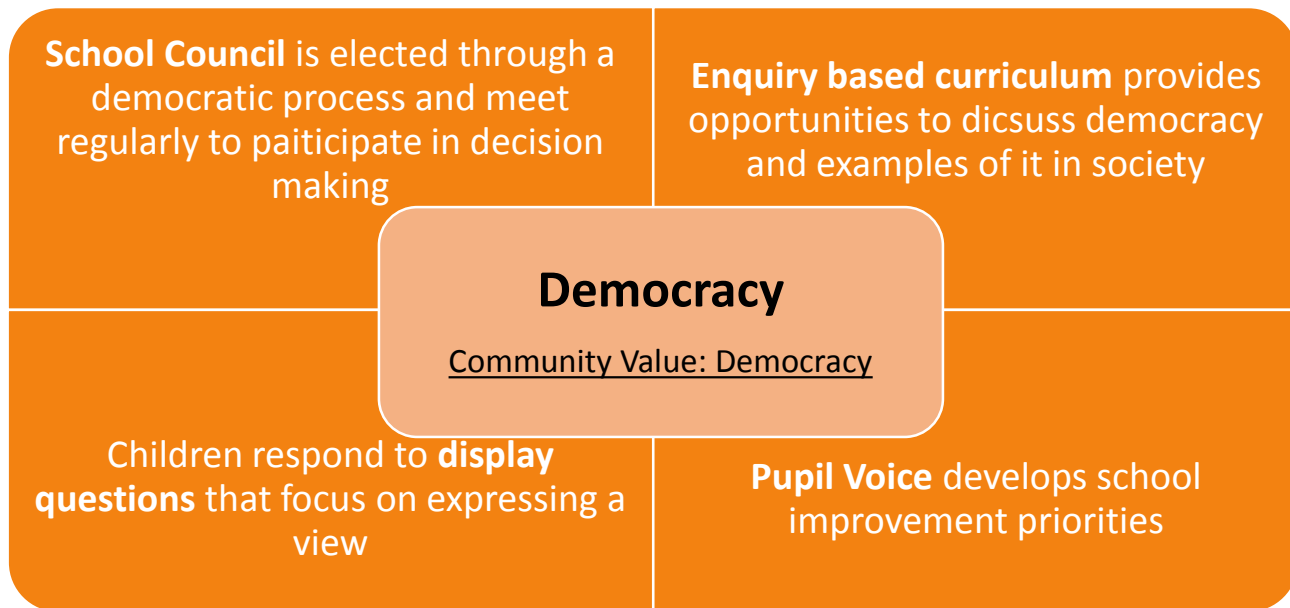 School Council is elected through a
democratic process and meet
regularly to paiticipate in decision
making
Enquiry based curriculum provides
opportunities to dicsuss democracy
and examples of it in society
Democracy
Community Value: Democracy
Children respond to display
questions that focus on expressing a
view
Pupil Voice develops school
improvement priorities